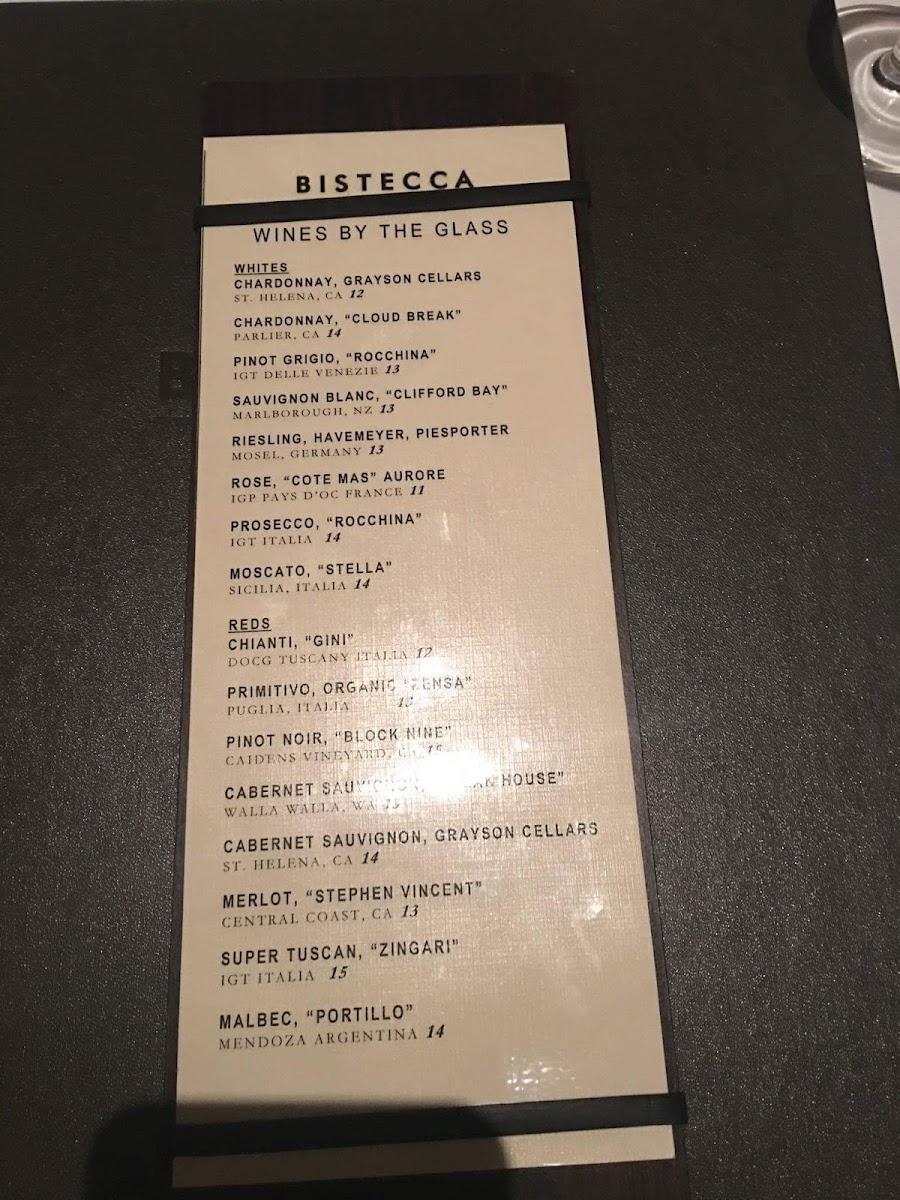 BISTECCA
WINES BY THE GLASS
WHITES
CHARDONNAY, GRAYSON CELLARS
ST. HELENA, CA 12
CHARDONNAY, “CLOUD BREAK”
PARLIER, CA 14
PINOT GRIGIO, “ROCCHINA”
IGT DELLE VENEZIE 13
SAUVIGNON BLANC, “CLIFFORD BAY”
MARLBOROUGH, NZ 13
RIESLING, HAVEMEYER, PIESPORTER
MOSEL, GERMANY 13
ROSE, “COTE MAS” AURORE
IGP PAYS D’OC FRANCE 11
PROSECCO, “ROCCHINA”
IGT ITALIA 14
MOSCATO, “STELLA”
SICILIA, ITALIA 14
REDS
CHIANTI, “GINI”
DOCG TUSCANY ITALIA 12
PRIMITIVO, ORGANIC “ZENSA”
PUGLIA, ITALIA
PINOT NOIR, “BLOCK NINE”
CAIDENS VINEYARD,
CABERNET SAUVIGNON, HOUSE”
WALLA WALLA, WA
CABERNET SAUVIGNON, GRAYSON CELLARS
ST. HELENA, CA 14
MERLOT, “STEPHEN VINCENT”
CENTRAL COAST, CA 13
SUPER TUSCAN, “ZINGARI”
IGT ITALIA 15
MALBEC, “PORTILLO”
MENDOZA ARGENTINA 14